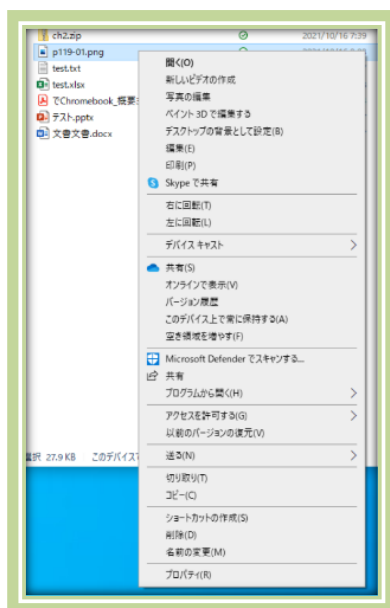 ch2.zip
2021/10/16 7:39
p119-01.png
test.txt
test.xlsx
でChromebook_概要
テスト.pptx
文書文書.docx
開く(O)
新しいビデオの作成
写真の編集
ペイント 3D で編集する
デスクトップの背景として設定(B)
編集(E)
印刷(P)
Skype で共有
右に回転(T)
左に回転(L)
デバイス キャスト
共有(S)
オンラインで表示(V)
バージョン履歴
このデバイス上で常に保持する(A)
空き領域を増やす(F)
Microsoft Defender でスキャンする...
共有
プログラムから開く(H)
アクセスを許可する(G)
以前のバージョンの復元(V)
送る(N)
切り取り(T)
コピー(C)
ショートカットの作成(S)
削除(D)
名前の変更(M)
プロパティ(R)
選択 27.9 KB このデバイス